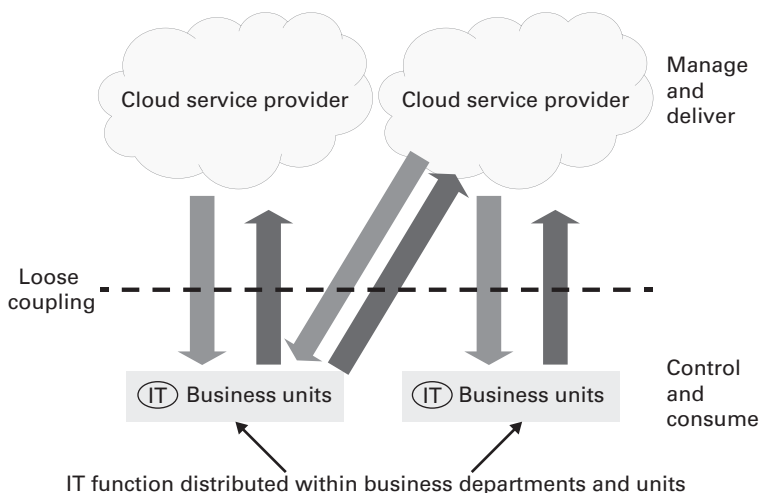 Cloud service provider
Cloud service provider
Manage
and
deliver
Loose
coupling
IT Business units
IT Business units
Control
and
consume
IT function distributed within business departments and units